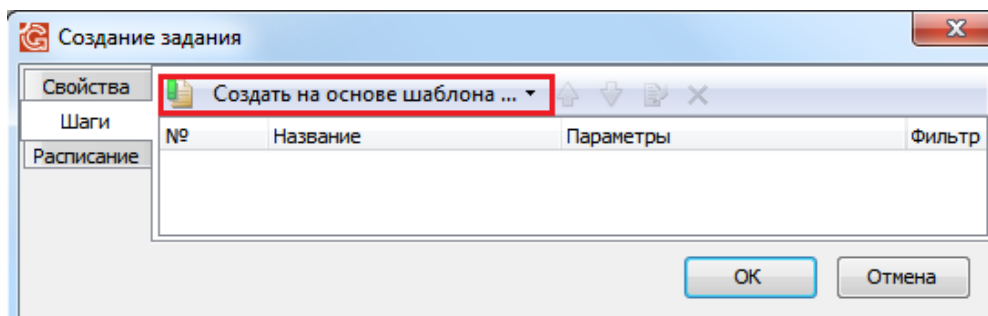 Создание задания
Свойства
Создать на основе шаблона ...
Шаги
№ Название Параметры Фильтр
Расписание
OK Отмена